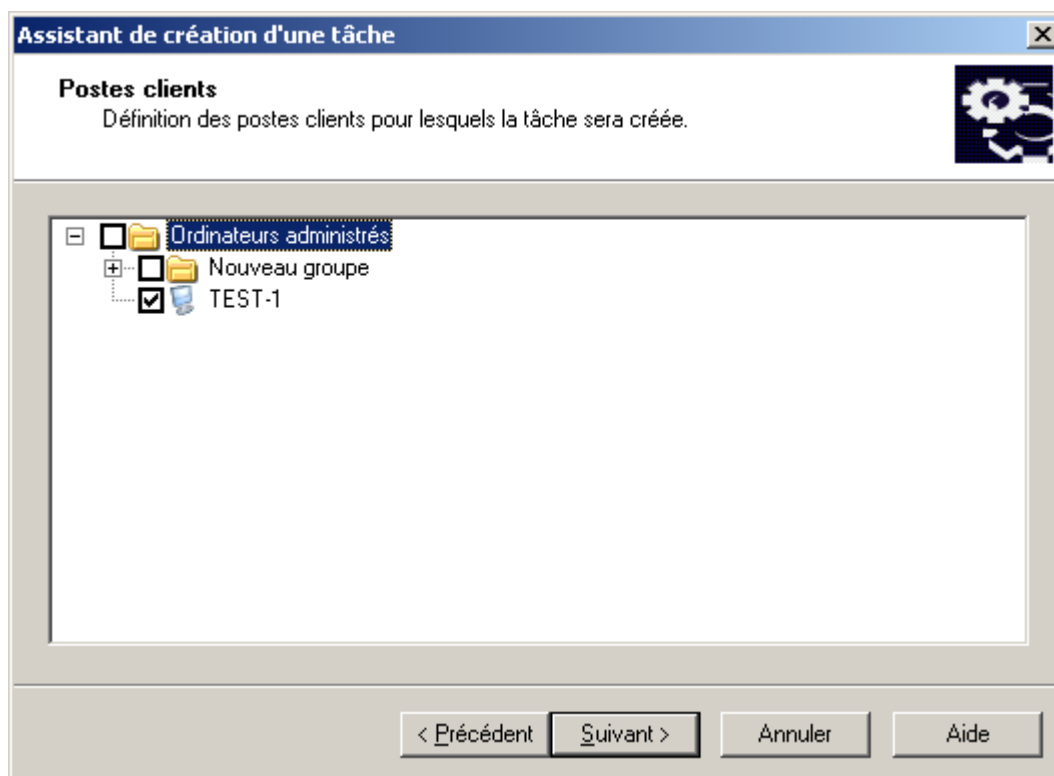 Assistant de création d'une tâche
Postes clients
Définition des postes clients pour lesquels la tâche sera créée.
Ordinateurs administrés
Nouveau groupe
TEST-1
< Précédent
Suivant >
Annuler
Aide